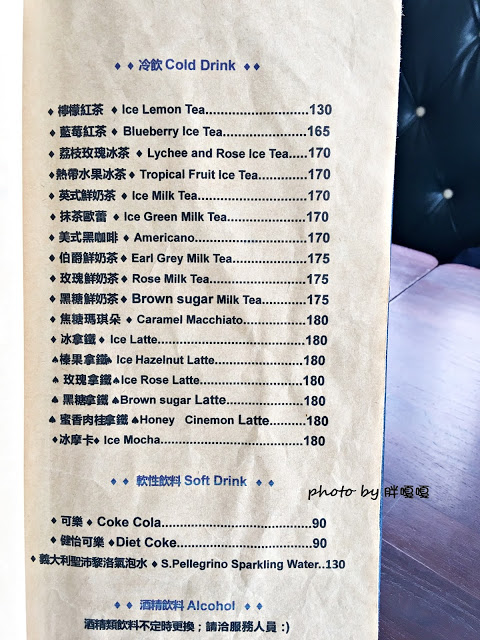 ♦ ♦ 冷飲 Cold Drink ♦ ♦
♦ 檸檬紅茶 ♦ Ice Lemon Tea............................130
♦ 藍莓紅茶 ♦ Blueberry Ice Tea.......................165
♦ 荔枝玫瑰冰茶 ♦ Lychee and Rose Ice Tea.....170
♦熱帶水果冰茶♦ Tropical Fruit Ice Tea.............170
♦ 英式鮮奶茶 ♦ Ice Milk Tea.............................170
♦ 抹茶歐蕾 ♦ Ice Green Milk Tea.....................170
♦ 美式黑咖啡 ♦ Americano..............................170
♦ 伯爵鮮奶茶♦ Earl Grey Milk Tea....................175
♦ 玫瑰鮮奶茶♦ Rose Milk Tea..........................175
♦ 黑糖鮮奶茶♦ Brown sugar Milk Tea............175
♦ 焦糖瑪琪朵 ♦ Caramel Macchiato................180
♦ 冰拿鐵 ♦ Ice Latte.......................................180
♠榛果拿鐵♠ Ice Hazelnut Latte......................180
♠ 玫瑰拿鐵♠Ice Rose Latte..........................180
♠ 黑糖拿鐵 ♠Brown sugar Latte...................180
♠ 蜜香肉桂拿鐵 ♠Honey Cinemon Latte..........180
♦冰摩卡♦ Ice Mocha......................................180
♦ ♦ 軟性飲料 Soft Drink ♦ ♦
photo by 胖嘎嘎
♦ 可樂 ♦ Coke Cola........................................90
♦ 健怡可樂♦Diet Coke....................................90
♦ 義大利聖沛黎洛氣泡水 ♦ S.Pellegrino Sparkling Water..130
♦ ♦ 酒精飲料 Alcohol ♦ ♦
酒精類飲料不定時更換；請洽服務人員 :)